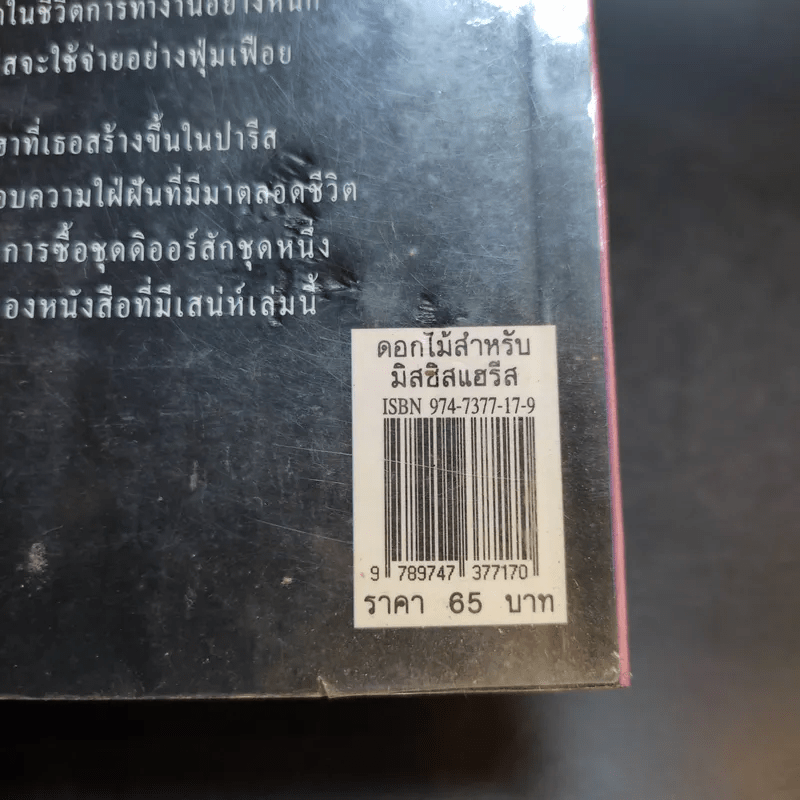 ในชีวิตการทำงานอย่างหนัก
สจะใช้จ่ายอย่างฟุ่มเฟือย
ฮาที่เธอสร้างขึ้นในปารีส
อบความใฝ่ฝันที่มีมาตลอดชีวิต
การซื้อชุดดิออร์สักชุดหนึ่ง
องหนังสือที่มีเสน่ห์เล่มนี้
ดอกไม้สำหรับ
มิสซิสแฮรีส
ISBN 974-7377-17-9
9 789747 377170
ราคา 65 บาท